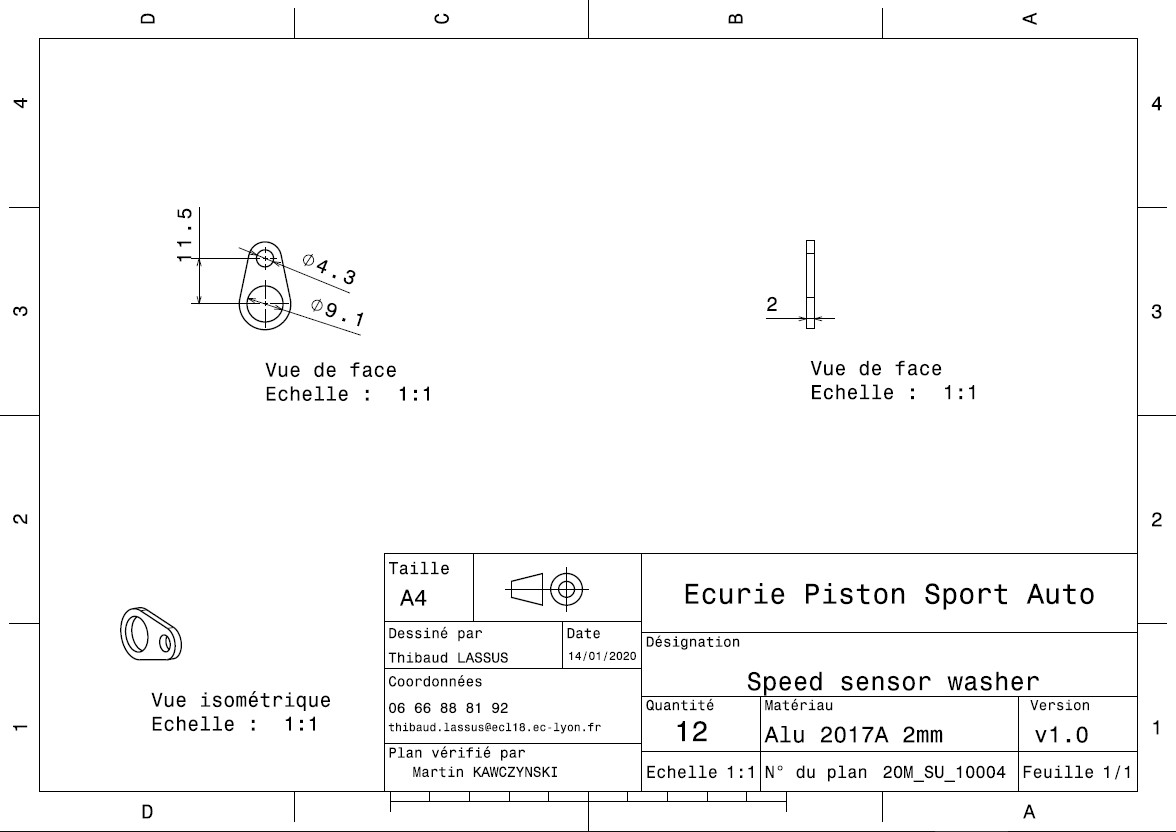 D C B A
4 4
11.5
Ø4.3
Ø9.1
3 3
2
Vue de face
Echelle : 1:1
Vue de face
Echelle : 1:1
2 2
Taille
A4
Ecurie Piston Sport Auto
Dessiné par
Thibaud LASSUS
Date
14/01/2020
Désignation
Speed sensor washer
Coordonnées
06 66 88 81 92
thibaud.lassus@ecl18.ec-lyon.fr
Vue isométrique
Echelle : 1:1
Quantité
12
Matériau
Alu 2017A 2mm
Version
v1.0
1 1
Plan vérifié par
Martin KAWCZYNSKI
Echelle 1:1
N° du plan 20M_SU_10004
Feuille 1/1
D A